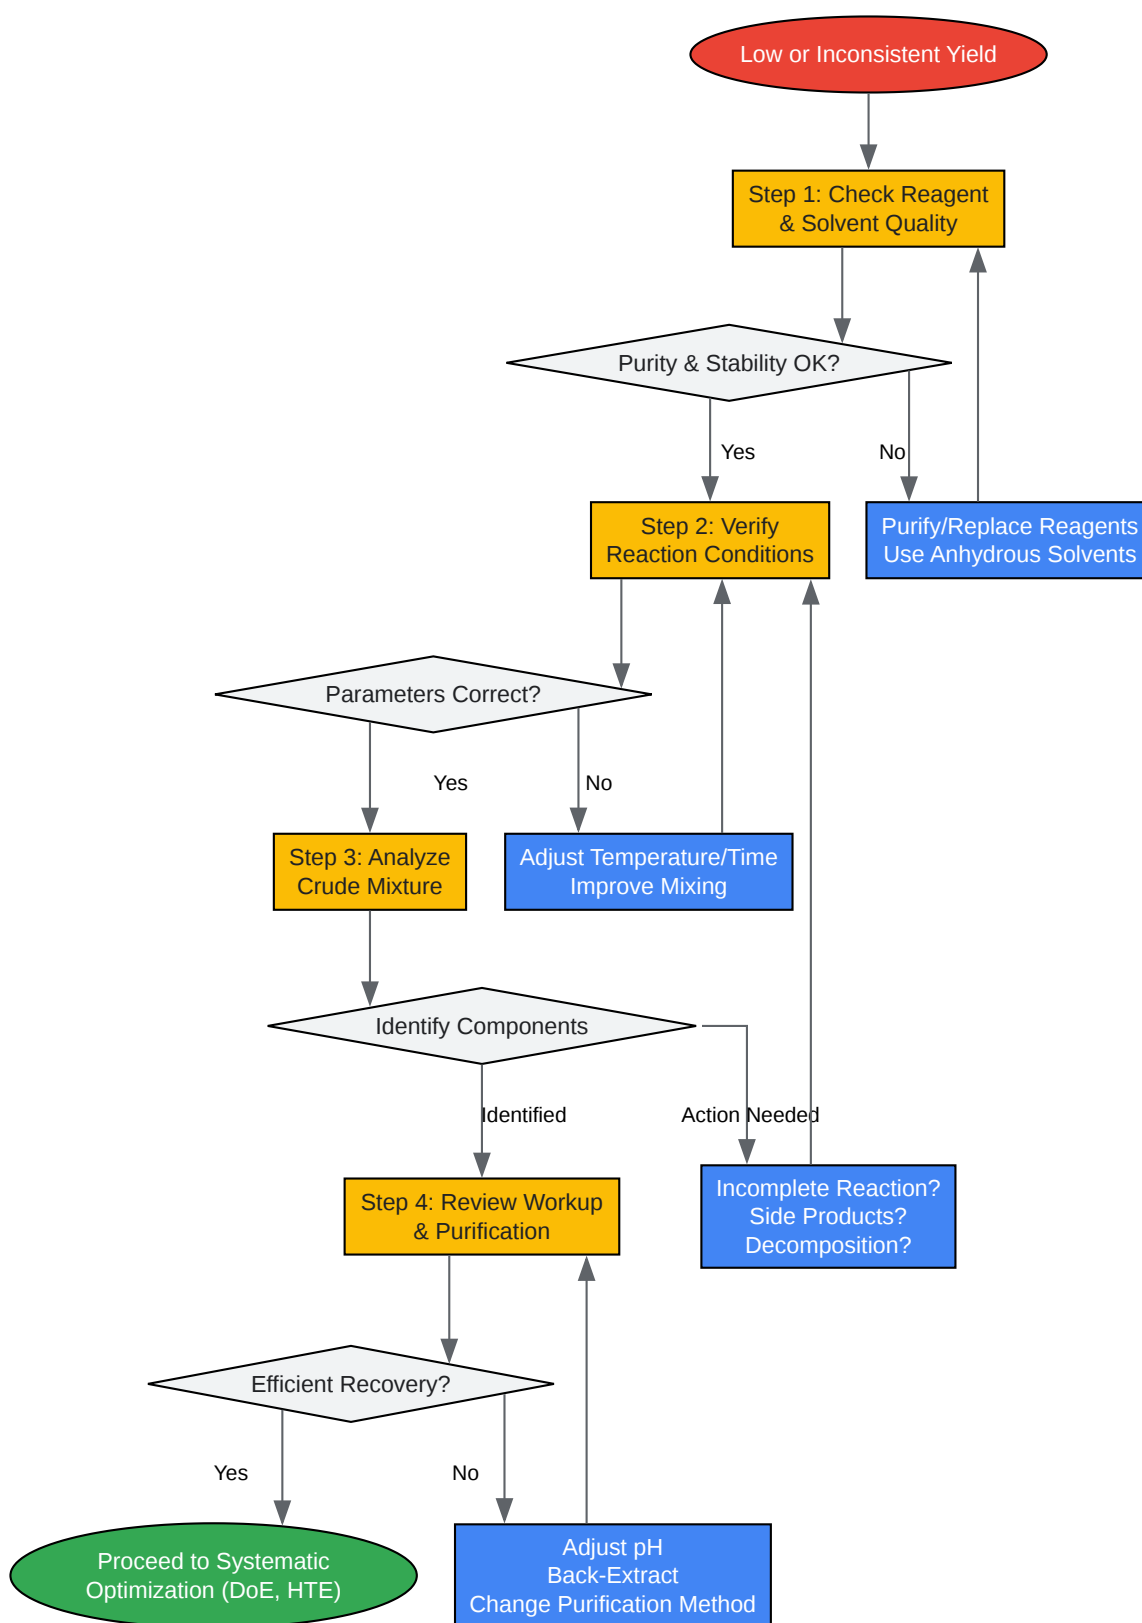 Low or Inconsistent Yield
Step 1: Check Reagent
& Solvent Quality
Purity & Stability OK?
Yes
No
Step 2: Verify
Reaction Conditions
Purify/Replace Reagents
Use Anhydrous Solvents
Parameters Correct?
Yes
No
Step 3: Analyze
Crude Mixture
Adjust Temperature/Time
Improve Mixing
Identify Components
Identified
Action Needed
Step 4: Review Workup
& Purification
Incomplete Reaction?
Side Products?
Decomposition?
Efficient Recovery?
Yes
No
Proceed to Systematic
Optimization (DoE, HTE)
Adjust pH
Back-Extract
Change Purification Method